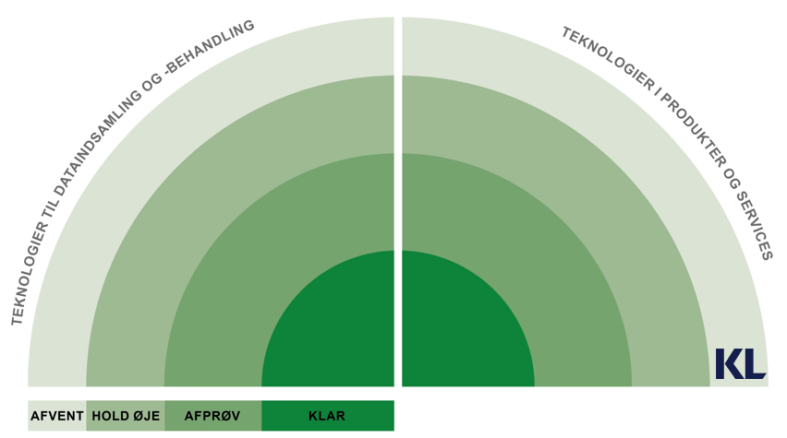 TEKNOLOGIER TIL DATAINDSAMLING OG -BEHANDLING
TEKNOLOGIER I PRODUKTER OG SERVICES
KL
AFVENT HOLD ØJE AFPRØV KLAR